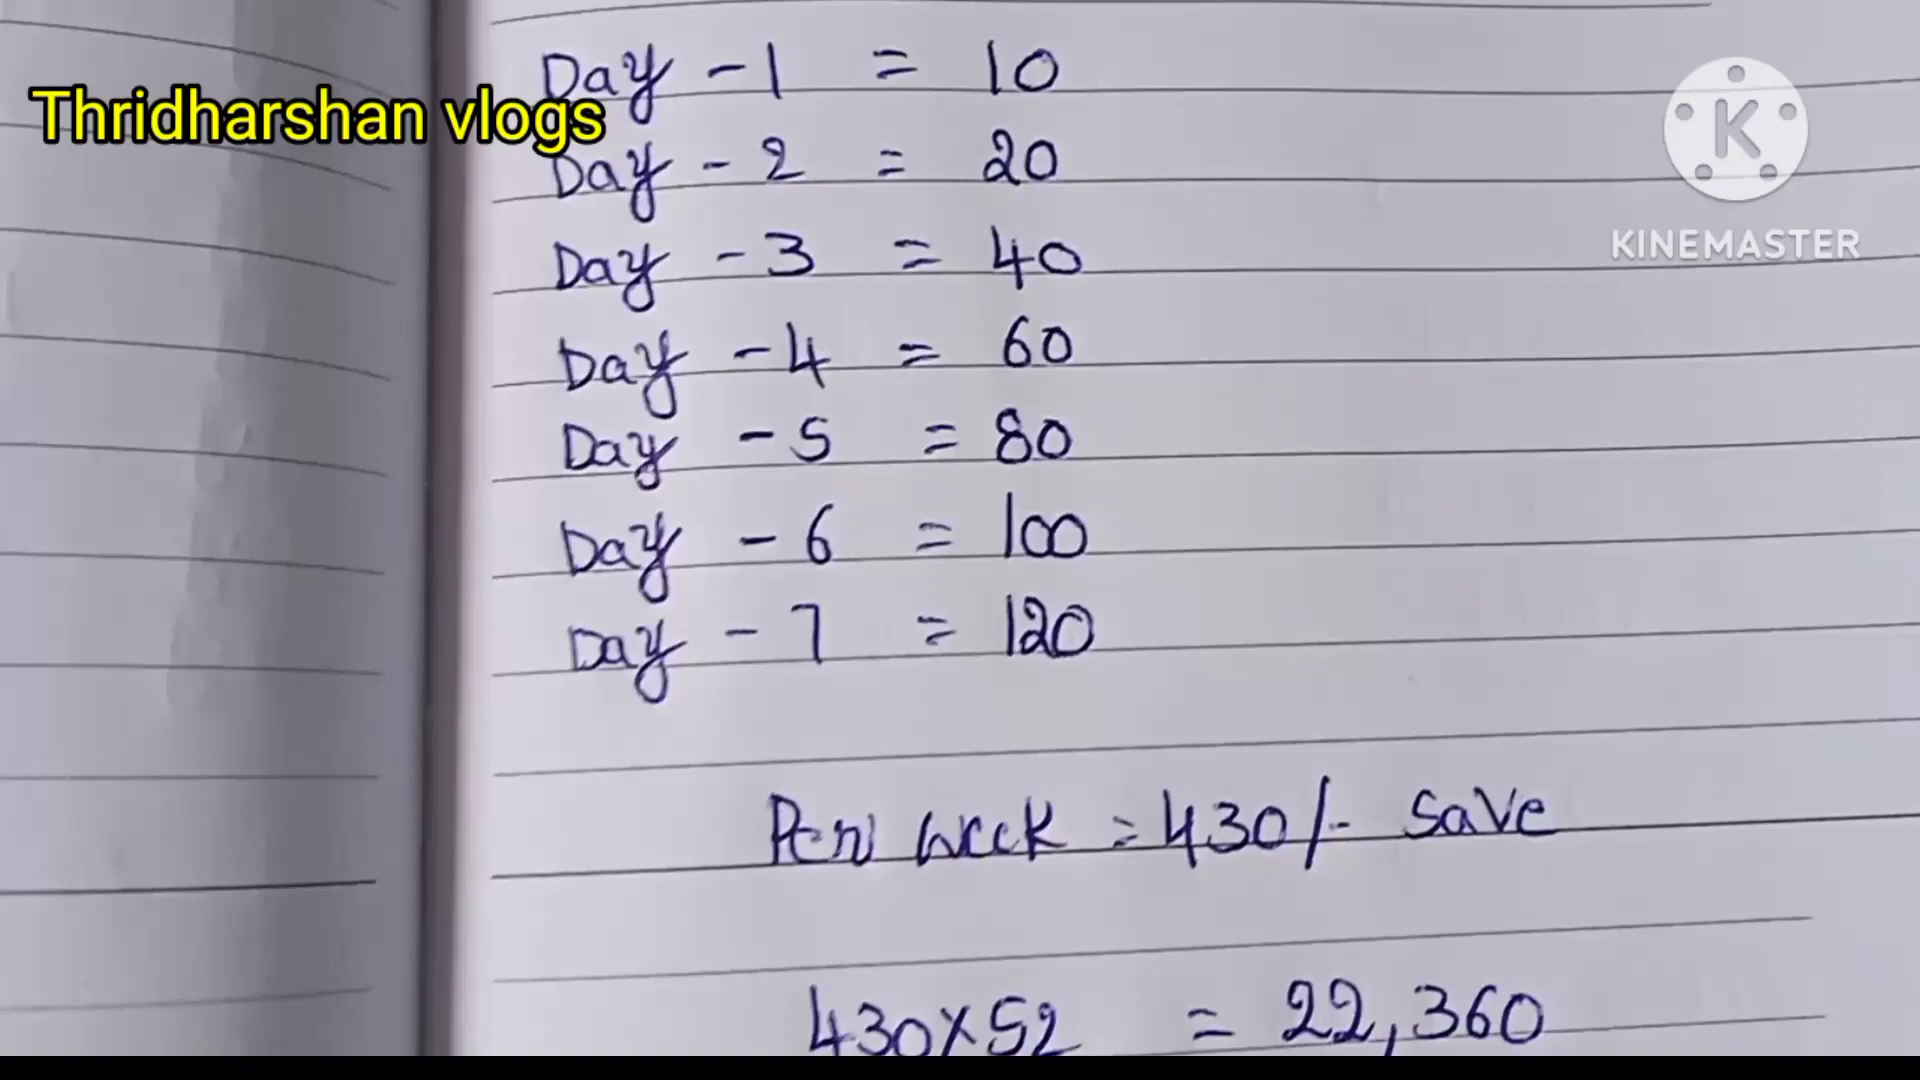 Day - 1 = 10
Thridharshan vlogs
Day - 2 = 20
Day - 3 = 40
Day - 4 = 60
Day - 5 = 80
Day - 6 = 100
Day - 7 = 120
Per week = 430/- Save
430x52 = 22,360
K
KINEMASTER